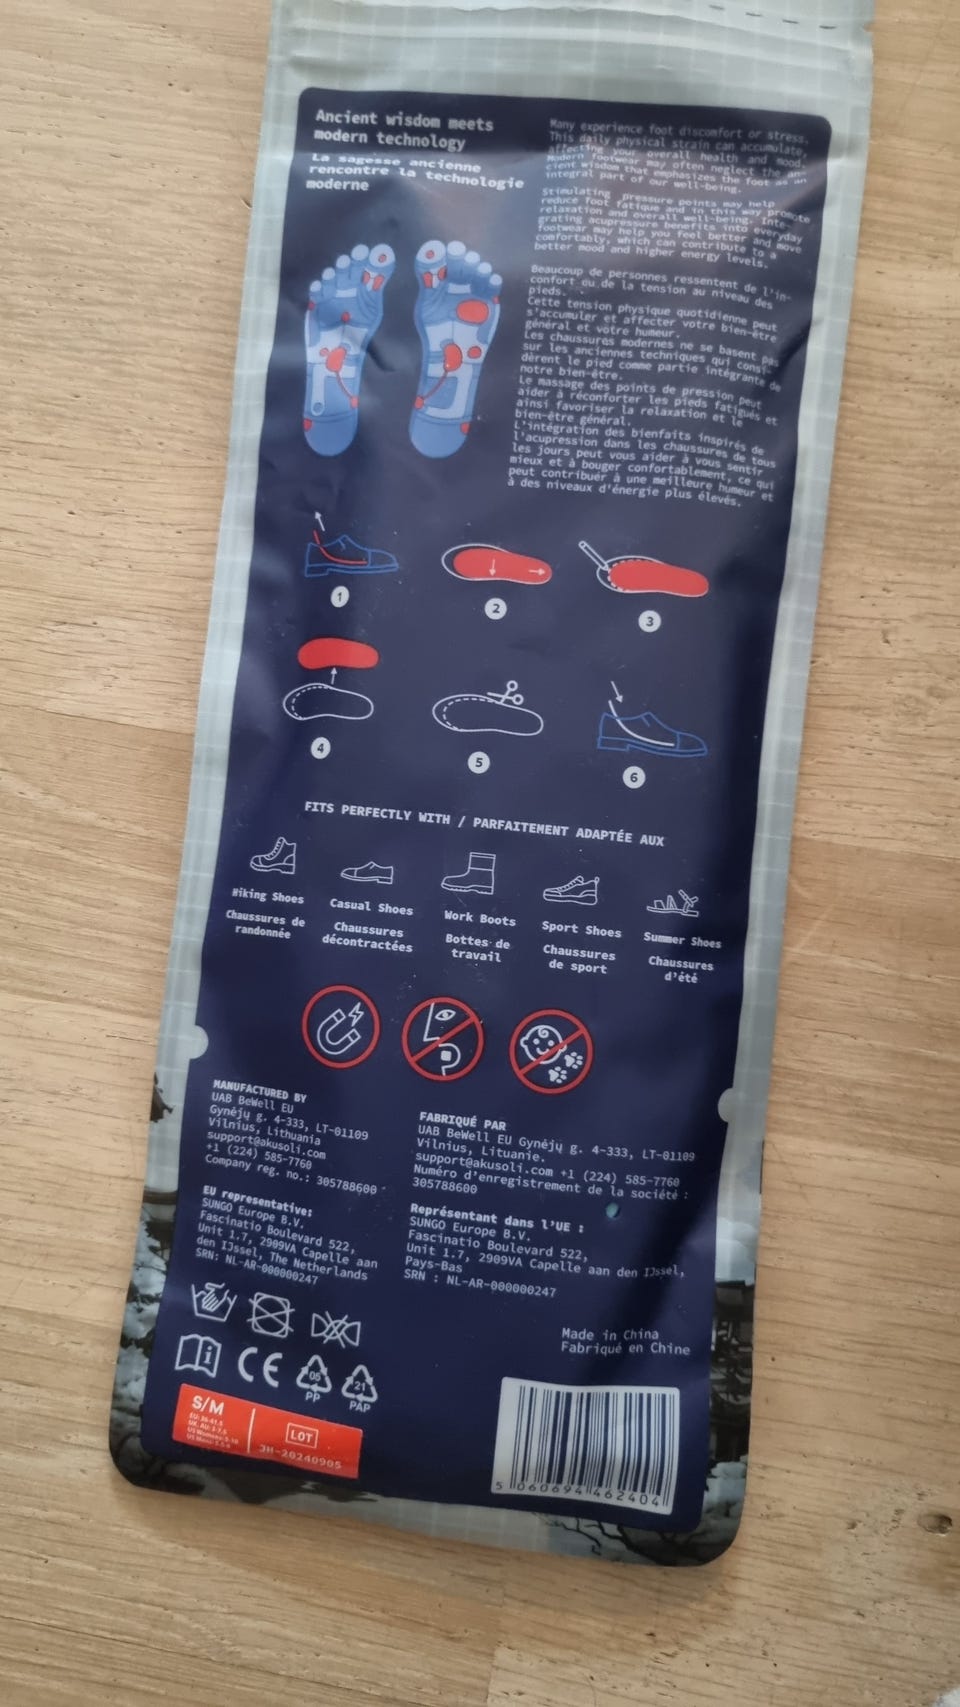 Ancient wisdom meets
modern technology
La sagesse ancienne
rencontre la technologie
moderne
Many experience foot discomfort or stress.
This daily physical strain can accumulate,
affecting your overall health and mood.
Modern footwear may often neglect the an-
cient wisdom that emphasizes the foot as an
integral part of our well-being.
Stimulating pressure points may help
reduce foot fatigue and in this way promote
relaxation and overall well-being. Inte-
grating acupressure benefits into everyday
footwear may help you feel better and move
comfortably, which can contribute to a
better mood and higher energy levels.
Beaucoup de personnes ressentent de l'in-
confort ou de la tension au niveau des
pieds.
Cette tension physique quotidienne peut
s'accumuler et affecter votre bien-être
général et votre humeur.
Les chaussures modernes ne se basent pas
sur les anciennes techniques qui consi-
dèrent le pied comme partie intégrante de
notre bien-être.
Le massage des points de pression peut
aider à réconforter les pieds fatigués et
ainsi favoriser la relaxation et le
bien-être général.
L'intégration des bienfaits inspirés de
l'acupression dans les chaussures de tous
les jours peut vous aider à vous sentir
mieux et à bouger confortablement, ce qui
peut contribuer à une meilleure humeur et
à des niveaux d'énergie plus élevés.
1
2
3
4
5
6
FITS PERFECTLY WITH / PARFAITEMENT ADAPTÉE AUX
Hiking Shoes
Chaussures de
randonnée
Casual Shoes
Chaussures
décontractées
Work Boots
Bottes de
travail
Sport Shoes
Chaussures
de sport
Summer Shoes
Chaussures
d'été
MANUFACTURED BY
UAB BeWell EU
Gynėjų g. 4-333, LT-01109
Vilnius, Lithuania
support@akusoli.com
+1 (224) 585-7760
Company reg. no.: 305788600
EU representative:
SUNGO Europe B.V.
Fascinatio Boulevard 522,
Unit 1.7, 2909VA Capelle aan
den IJssel, The Netherlands
SRN: NL-AR-000000247
FABRIQUÉ PAR
UAB BeWell EU Gynėjų g. 4-333, LT-01109
Vilnius, Lituanie.
support@akusoli.com +1 (224) 585-7760
Numéro d'enregistrement de la société :
305788600
Représentant dans l'UE :
SUNGO Europe B.V.
Fascinatio Boulevard 522,
Unit 1.7, 2909VA Capelle aan den IJssel,
Pays-Bas
SRN : NL-AR-000000247
Made in China
Fabriqué en Chine
CE
05
PP
21
PAP
S/M
EU: 36-41.5
UK, AU: 3-7.5
US Womens: 5-10
LOT
JH-20240905
5 060694 462404